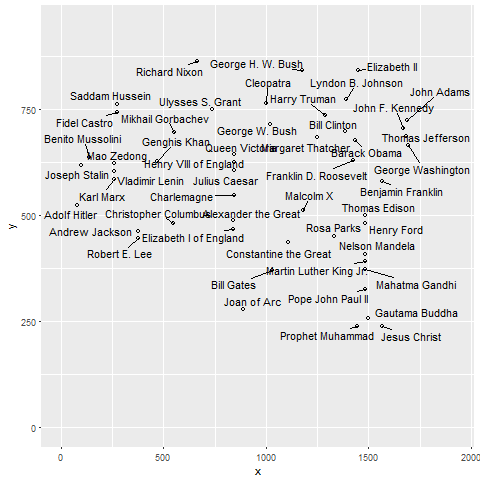 George H. W. Bush
Elizabeth II
Richard Nixon
Lyndon B. Johnson
Cleopatra
John Adams
Saddam Hussein
Ulysses S. Grant
Harry Truman
John F. Kennedy
750
Fidel Castro
Mikhail Gorbachev
Bill Clinton
George W. Bush
Benito Mussolini
Genghis Khan
Thomas Jefferson
Queen Victoria
Margaret Thatcher
Mao Zedong
Barack Obama
Henry VIII of England
George Washington
Joseph Stalin
Franklin D. Roosevelt
Vladimir Lenin
Julius Caesar
Benjamin Franklin
Karl Marx
Charlemagne
Malcolm X
Thomas Edison
500
Adolf Hitler
Christopher Columbus
Alexander the Great
y
Andrew Jackson
Rosa Parks
Henry Ford
Elizabeth I of England
Nelson Mandela
Robert E. Lee
Constantine the Great
Martin Luther King Jr.
Bill Gates
Mahatma Gandhi
Joan of Arc
Pope John Paul II
Gautama Buddha
250
Prophet Muhammad
Jesus Christ
0
0
500
1000
1500
2000
x